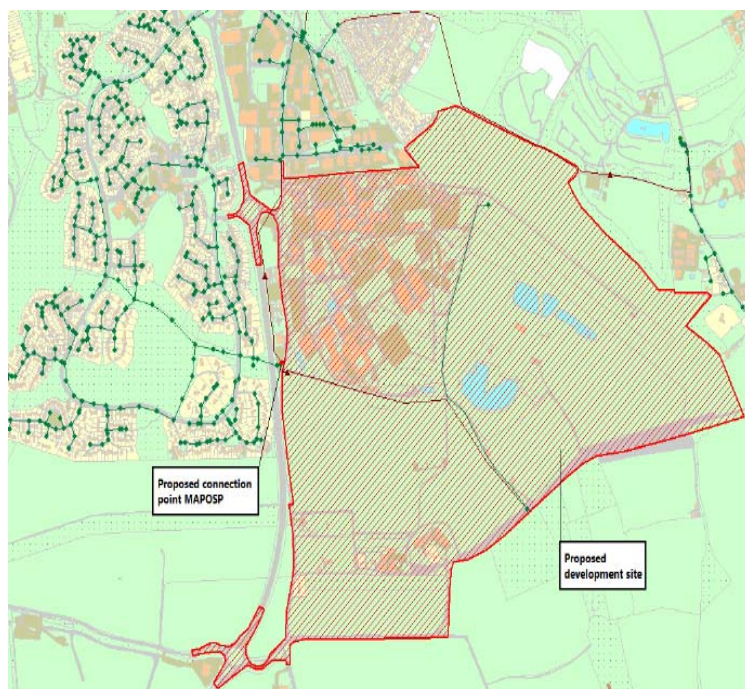 Proposed connection
point MAPOSP
Proposed
development site